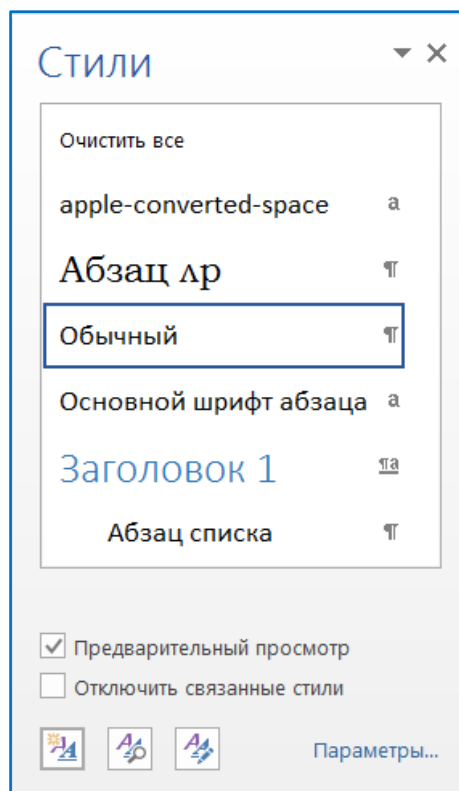 Стили
Очистить все
apple-converted-space a
Абзац лр ¶
Обычный ¶
Основной шрифт абзаца a
Заголовок 1 ¶a
Абзац списка ¶
Предварительный просмотр
Отключить связанные стили
Параметры...